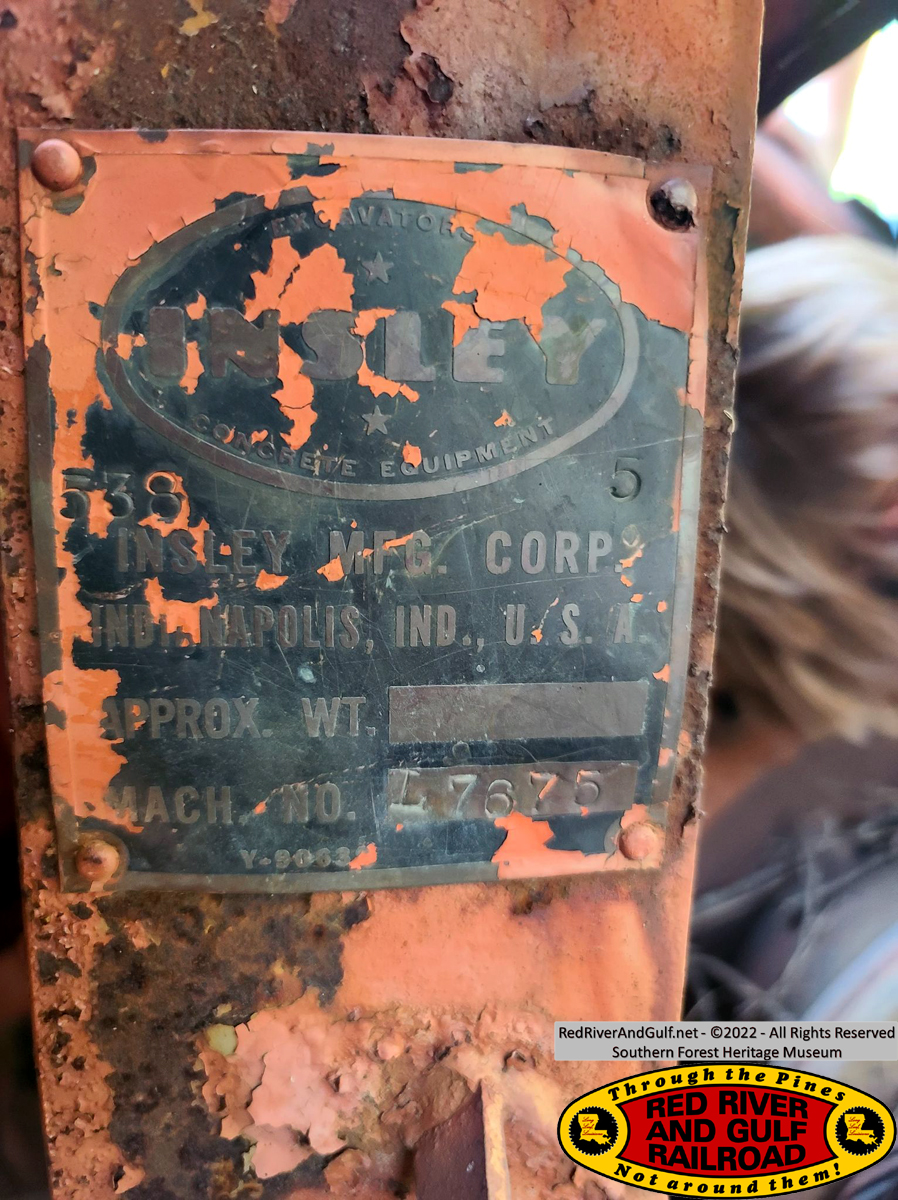 EXCAVATORS
INSLEY
CONCRETE EQUIPMENT
538 5
INSLEY MFG. CORP.
INDIANAPOLIS, IND., U. S. A.
APPROX. WT.
MACH. NO. L 7675
RedRiverAndGulf.net - ©2022 - All Rights Reserved
Southern Forest Heritage Museum
Through the Pines
RED RIVER
AND GULF
RAILROAD
Not around them!